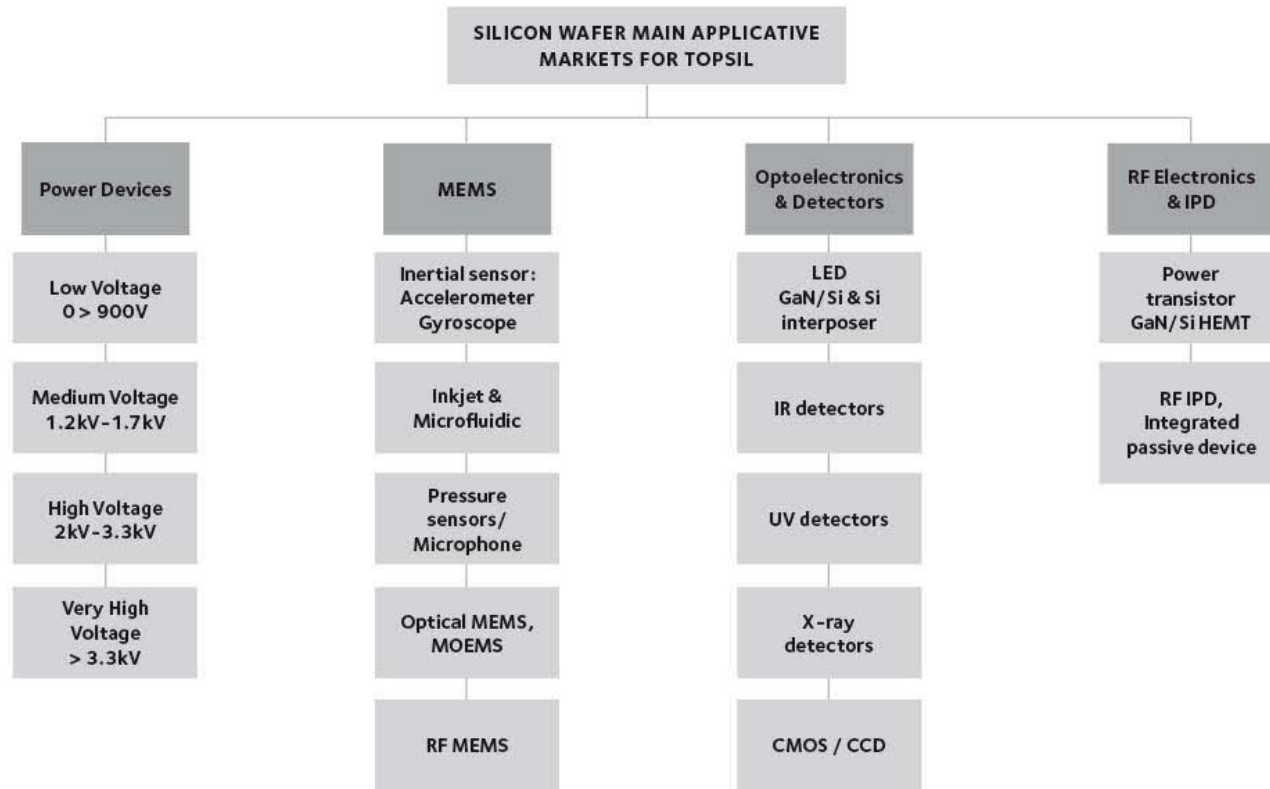 SILICON WAFER MAIN APPLICATIVE
MARKETS FOR TOPSIL
Power Devices
Low Voltage
0 > 900V
Medium Voltage
1.2kV-1.7kV
High Voltage
2kV-3.3kV
Very High
Voltage
> 3.3kV
MEMS
Inertial sensor:
Accelerometer
Gyroscope
Inkjet &
Microfluidic
Pressure
sensors/
Microphone
Optical MEMS,
MOEMS
RF MEMS
Optoelectronics
& Detectors
LED
GaN/Si & Si
interposer
IR detectors
UV detectors
X-ray
detectors
CMOS / CCD
RF Electronics
& IPD
Power
transistor
GaN/Si HEMT
RF IPD,
Integrated
passive device